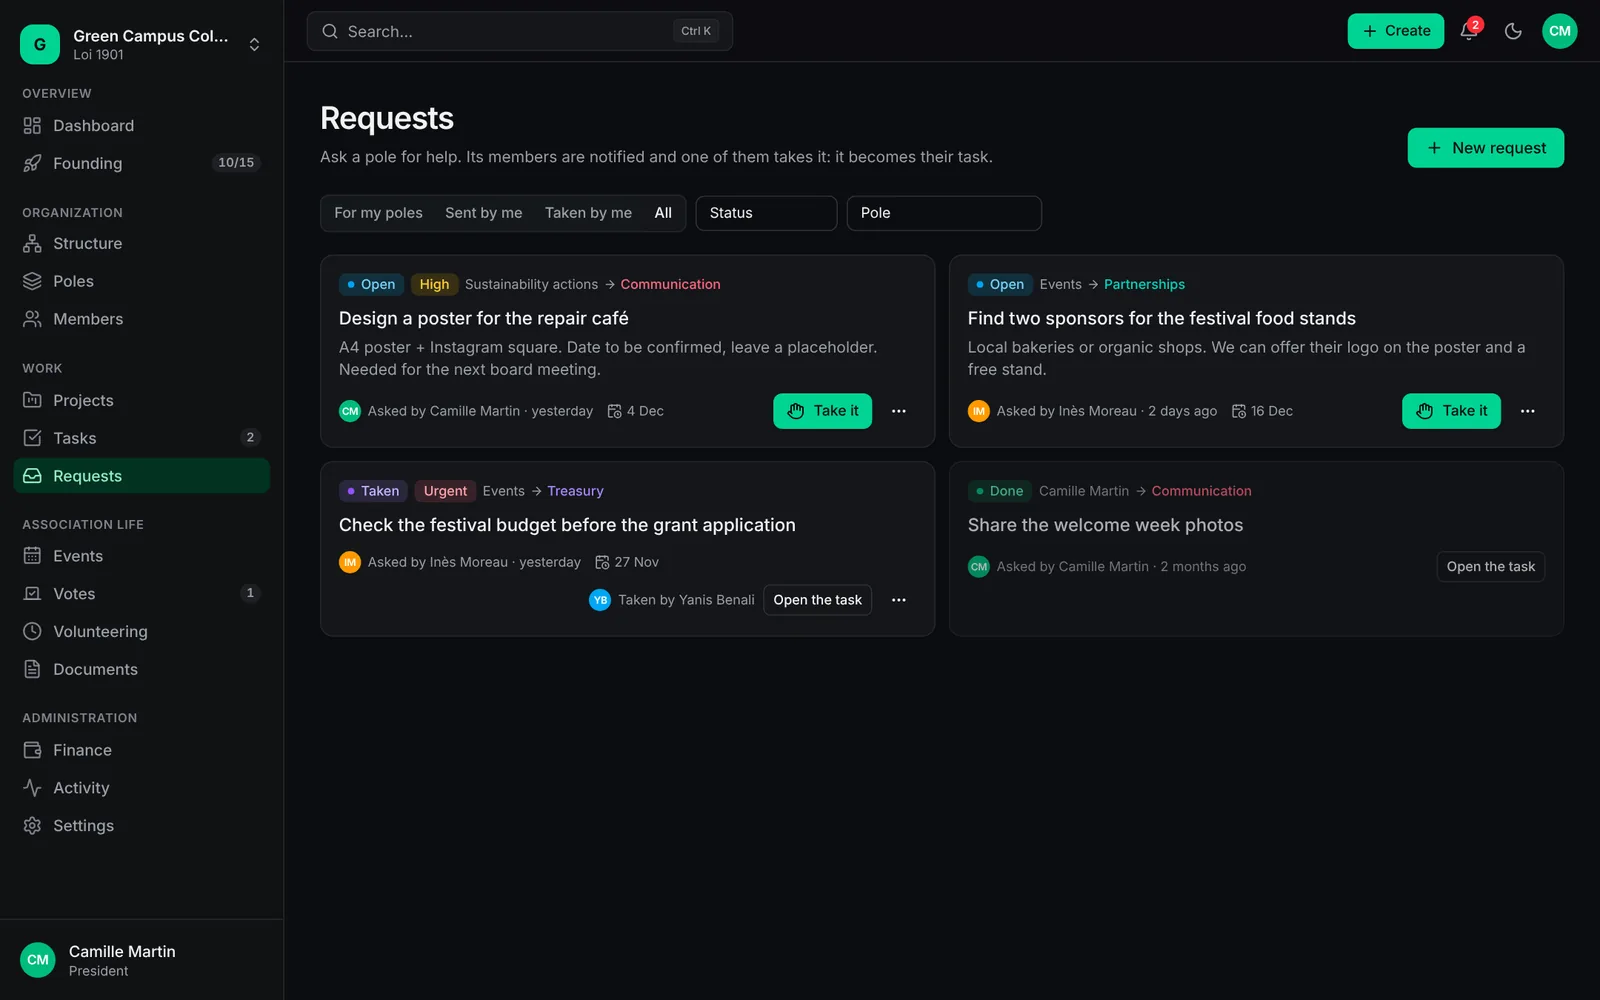 G
Green Campus Col...
Loi 1901
OVERVIEW
Dashboard
Founding 10/15
ORGANIZATION
Structure
Poles
Members
WORK
Projects
Tasks 2
Requests
ASSOCIATION LIFE
Events
Votes 1
Volunteering
Documents
ADMINISTRATION
Finance
Activity
Settings
CM
Camille Martin
President
Search... Ctrl K
+ Create 2 CM
Requests
Ask a pole for help. Its members are notified and one of them takes it: it becomes their task.
+ New request
For my poles Sent by me Taken by me All Status Pole
Open High Sustainability actions → Communication
Design a poster for the repair café
A4 poster + Instagram square. Date to be confirmed, leave a placeholder.
Needed for the next board meeting.
CM Asked by Camille Martin · yesterday 4 Dec Take it ...
Open Events → Partnerships
Find two sponsors for the festival food stands
Local bakeries or organic shops. We can offer their logo on the poster and a
free stand.
IM Asked by Inès Moreau · 2 days ago 16 Dec Take it ...
Taken Urgent Events → Treasury
Check the festival budget before the grant application
IM Asked by Inès Moreau · yesterday 27 Nov
YB Taken by Yanis Benali Open the task ...
Done Camille Martin → Communication
Share the welcome week photos
CM Asked by Camille Martin · 2 months ago Open the task